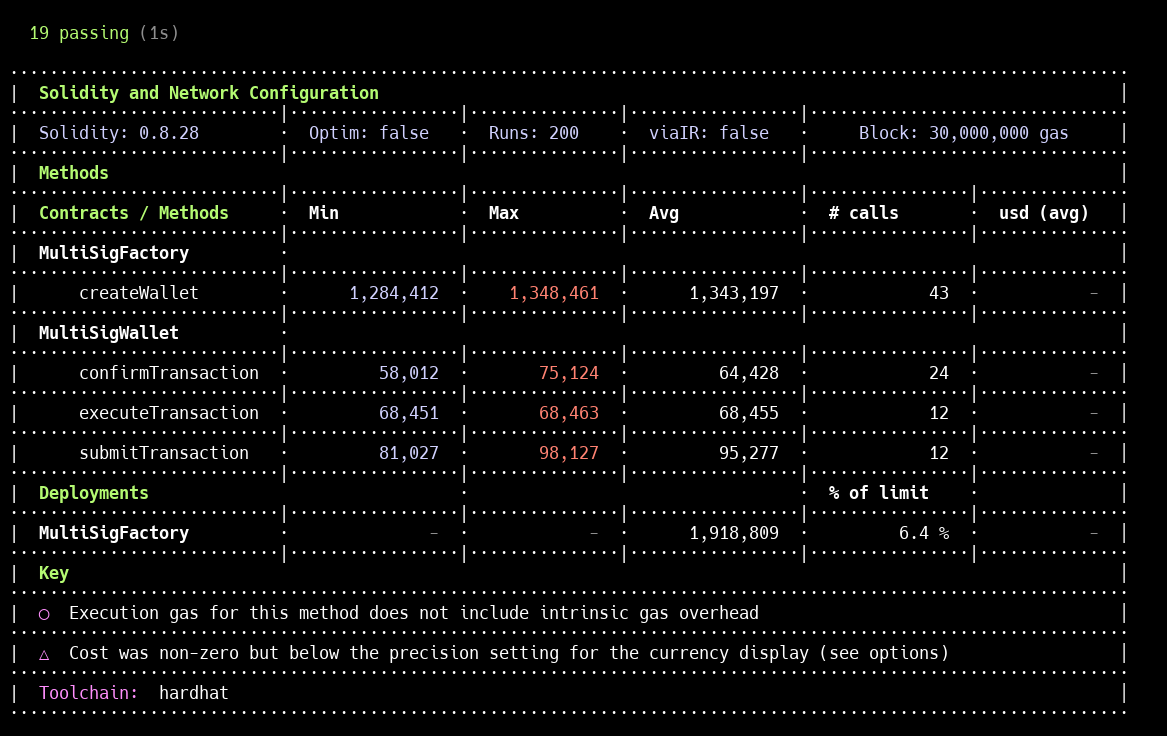 19 passing (1s)
Solidity and Network Configuration
Solidity: 0.8.28 · Optim: false · Runs: 200 · viaIR: false · Block: 30,000,000 gas
Methods
Contracts / Methods · Min · Max · Avg · # calls · usd (avg)
MultiSigFactory ·
createWallet · 1,284,412 · 1,348,461 · 1,343,197 · 43 · -
MultiSigWallet ·
confirmTransaction · 58,012 · 75,124 · 64,428 · 24 · -
executeTransaction · 68,451 · 68,463 · 68,455 · 12 · -
submitTransaction · 81,027 · 98,127 · 95,277 · 12 · -
Deployments · · % of limit ·
MultiSigFactory · - · - · 1,918,809 · 6.4 % · -
Key
○ Execution gas for this method does not include intrinsic gas overhead
△ Cost was non-zero but below the precision setting for the currency display (see options)
Toolchain: hardhat